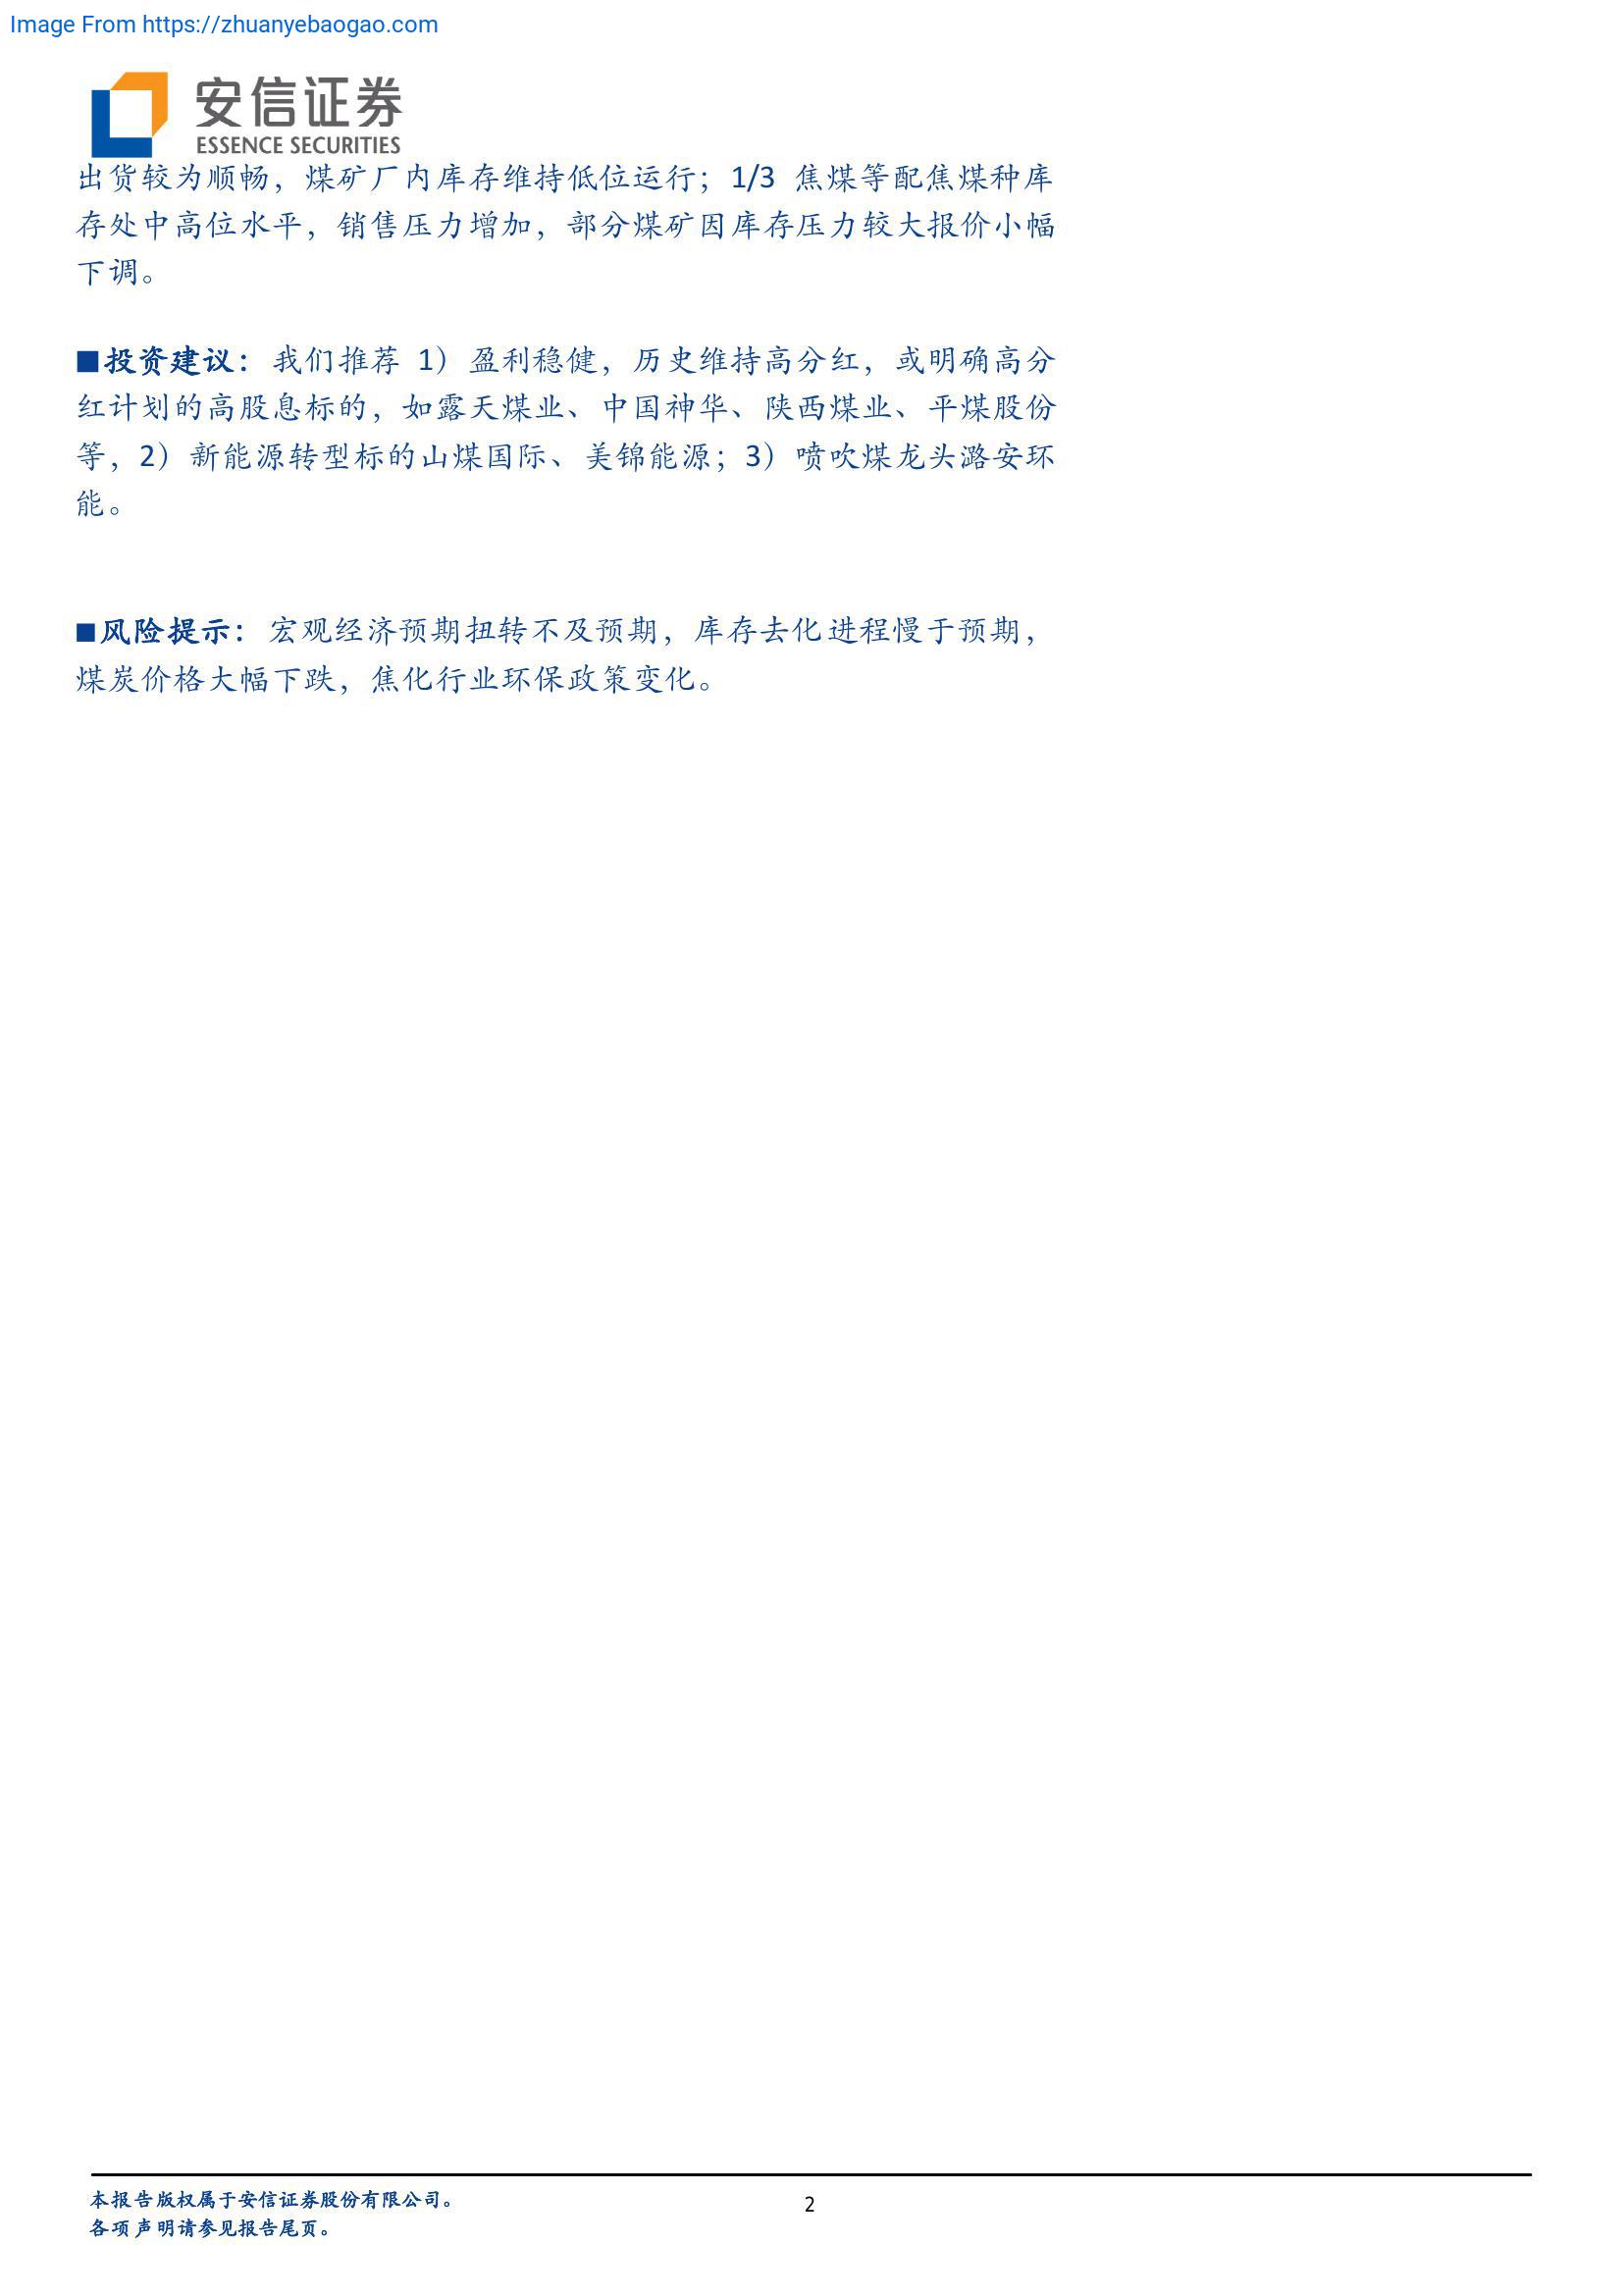 Image From https://zhuanyebaogao.com
安信证券
ESSENCE SECURITIES
出货较为顺畅，煤矿厂内库存维持低位运行；1/3 焦煤等配焦煤种库
存处中高位水平，销售压力增加，部分煤矿因库存压力较大报价小幅
下调。
■投资建议：我们推荐 1）盈利稳健，历史维持高分红，或明确高分
红计划的高股息标的，如露天煤业、中国神华、陕西煤业、平煤股份
等，2）新能源转型标的山煤国际、美锦能源；3）喷吹煤龙头潞安环
能。
■风险提示：宏观经济预期扭转不及预期，库存去化进程慢于预期，
煤炭价格大幅下跌，焦化行业环保政策变化。
本报告版权属于安信证券股份有限公司。
2
各项声明请参见报告尾页。